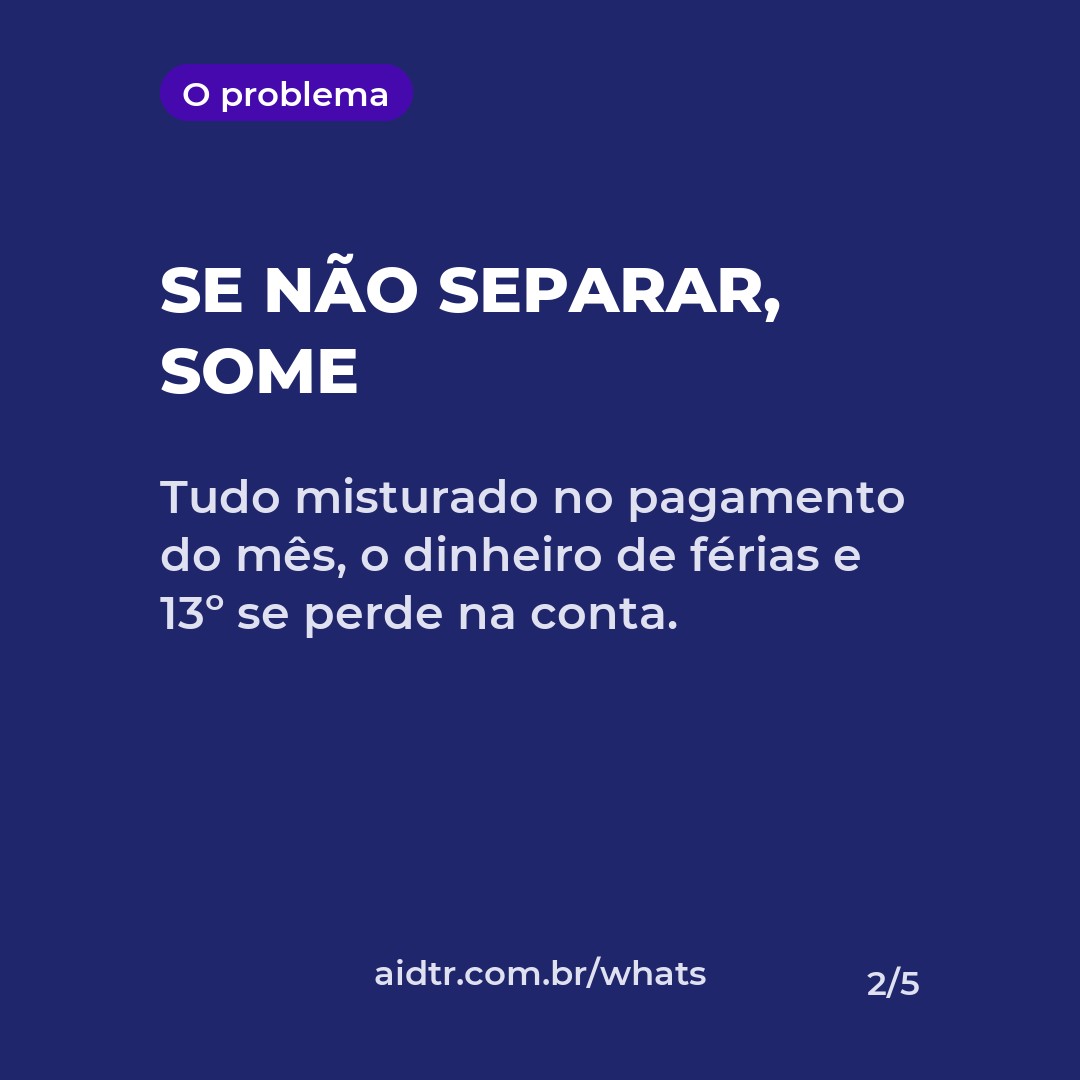 O problema
SE NÃO SEPARAR,
SOME
Tudo misturado no pagamento
do mês, o dinheiro de férias e
13º se perde na conta.
aidtr.com.br/whats
2/5